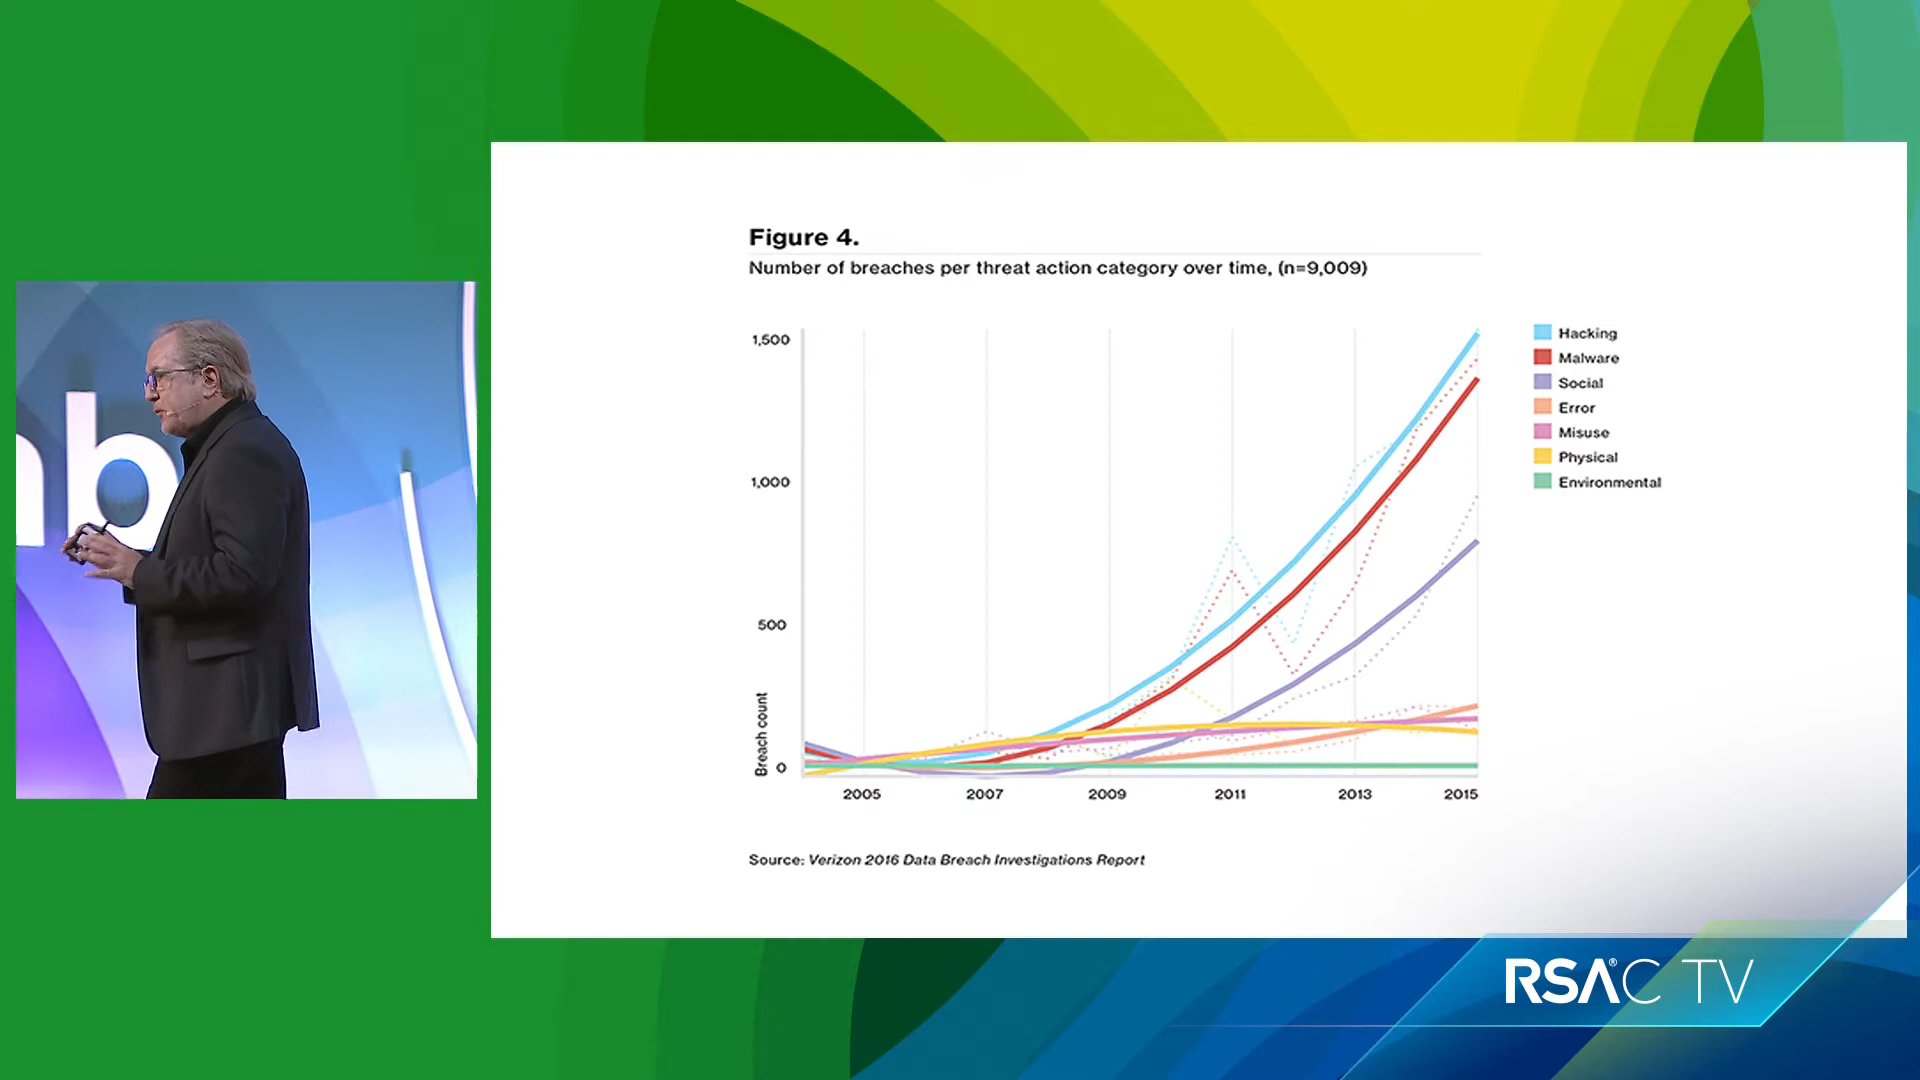 Figure 4.
Number of breaches per threat action category over time, (n=9,009)
1,500
1,000
500
0
Breach count
2005 2007 2009 2011 2013 2015
Hacking
Malware
Social
Error
Misuse
Physical
Environmental
Source: Verizon 2016 Data Breach Investigations Report
b
RSA®C TV